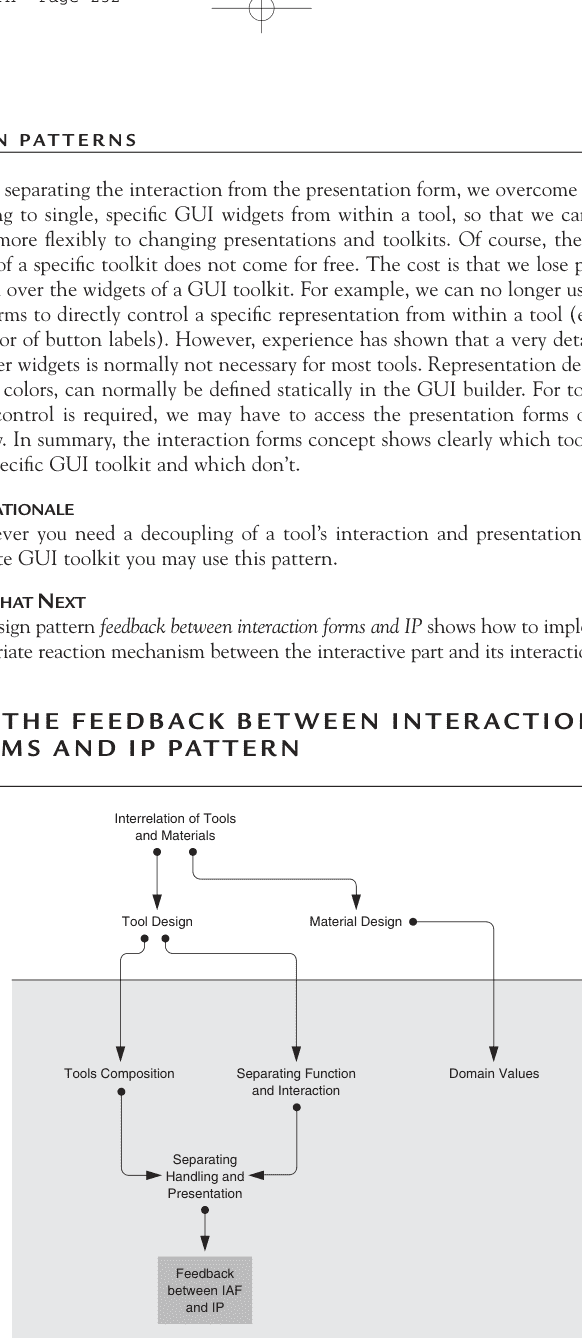 Page 252
N PATTERNS
separating the interaction from the presentation form, we overcome
ng to single, specific GUI widgets from within a tool, so that we can
more flexibly to changing presentations and toolkits. Of course, the
of a specific toolkit does not come for free. The cost is that we lose p
over the widgets of a GUI toolkit. For example, we can no longer us
rms to directly control a specific representation from within a tool (e
or of button labels). However, experience has shown that a very deta
er widgets is normally not necessary for most tools. Representation de
colors, can normally be defined statically in the GUI builder. For to
control is required, we may have to access the presentation forms
y. In summary, the interaction forms concept shows clearly which too
pecific GUI toolkit and which don't.
ATIONALE
ever you need a decoupling of a tool's interaction and presentation
te GUI toolkit you may use this pattern.
HAT NEXT
sign pattern feedback between interaction forms and IP shows how to impl
riate reaction mechanism between the interactive part and its interactio
THE FEEDBACK BETWEEN INTERACTION
MS AND IP PATTERN
Interrelation of Tools
and Materials
Tool Design
Material Design
Tools Composition
Separating Function
and Interaction
Domain Values
Separating
Handling and
Presentation
Feedback
between IAF
and IP